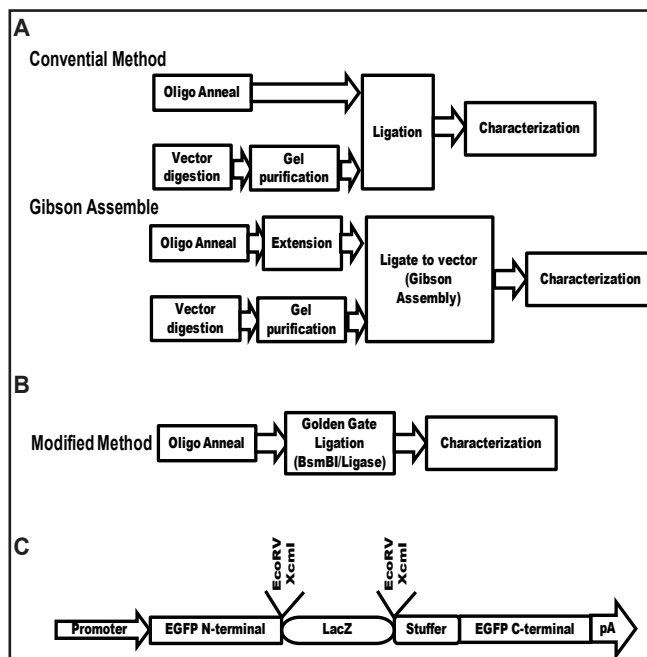 A
Convential Method
Oligo Anneal
Ligation
Characterization
Vector
digestion
Gel
purification
Gibson Assemble
Oligo Anneal
Extension
Ligate to vector
(Gibson
Assembly)
Characterization
Vector
digestion
Gel
purification
B
Modified Method
Oligo Anneal
Golden Gate
Ligation
(BsmBI/Ligase)
Characterization
C
EcoRV
XcmI
EcoRV
XcmI
Promoter
EGFP N-terminal
LacZ
Stuffer
EGFP C-terminal
pA